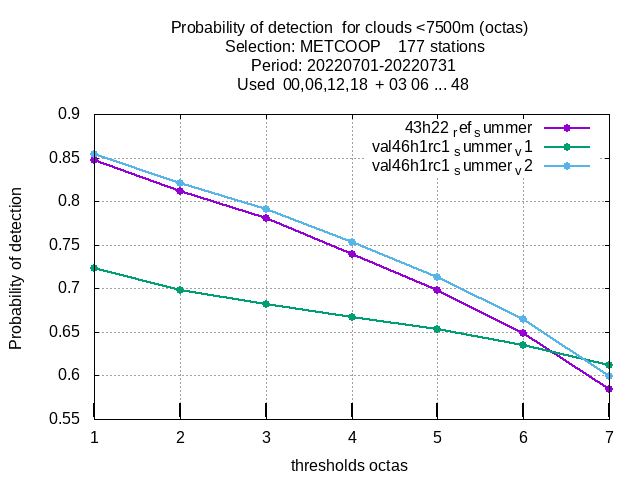 Probability of detection for clouds <7500m (octas)
Selection: METCOOP 177 stations
Period: 20220701-20220731
Used 00,06,12,18 + 03 06 ... 48
43h22 ref summer
val46h1rc1 summer v1
val46h1rc1 summer v2
0.9
0.85
0.8
0.75
0.7
0.65
0.6
0.55
Probability of detection
1 2 3 4 5 6 7
thresholds octas